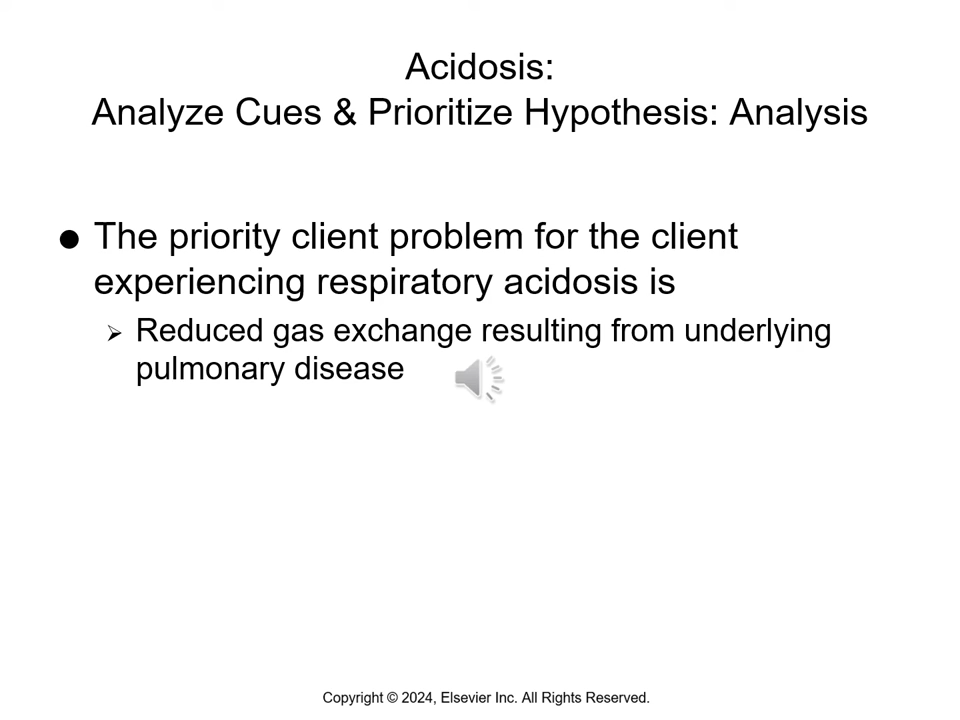 Acidosis:
Analyze Cues & Prioritize Hypothesis: Analysis
● The priority client problem for the client
experiencing respiratory acidosis is
➢ Reduced gas exchange resulting from underlying
pulmonary disease
Copyright © 2024, Elsevier Inc. All Rights Reserved.